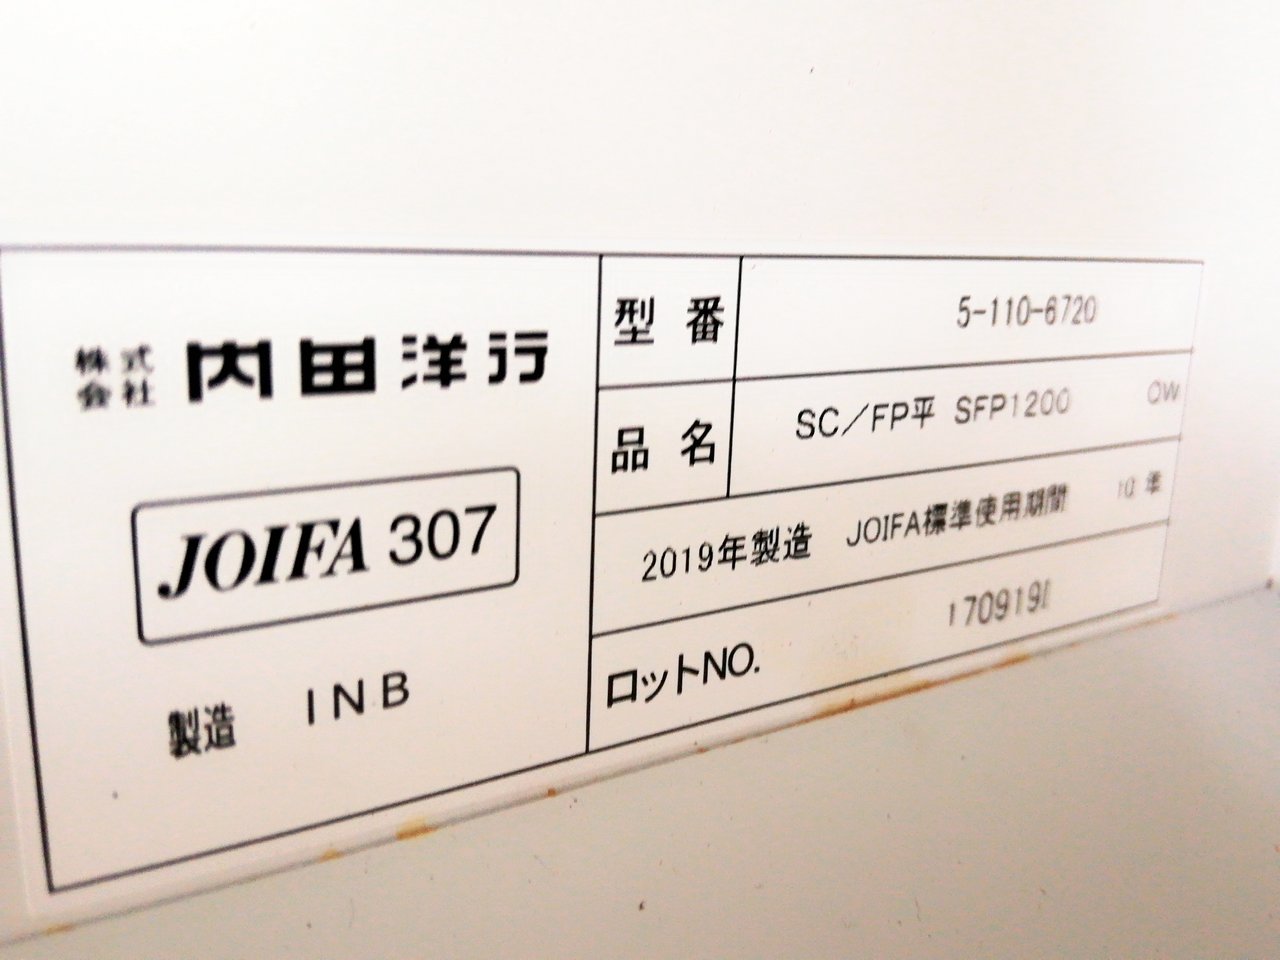 株式会社 内田洋行
JOIFA 307
製造 INB
型番 5-110-6720
品名 SC／FP平 SFP1200 OW
2019年製造 JOIFA標準使用期間 10年
ロットNO.